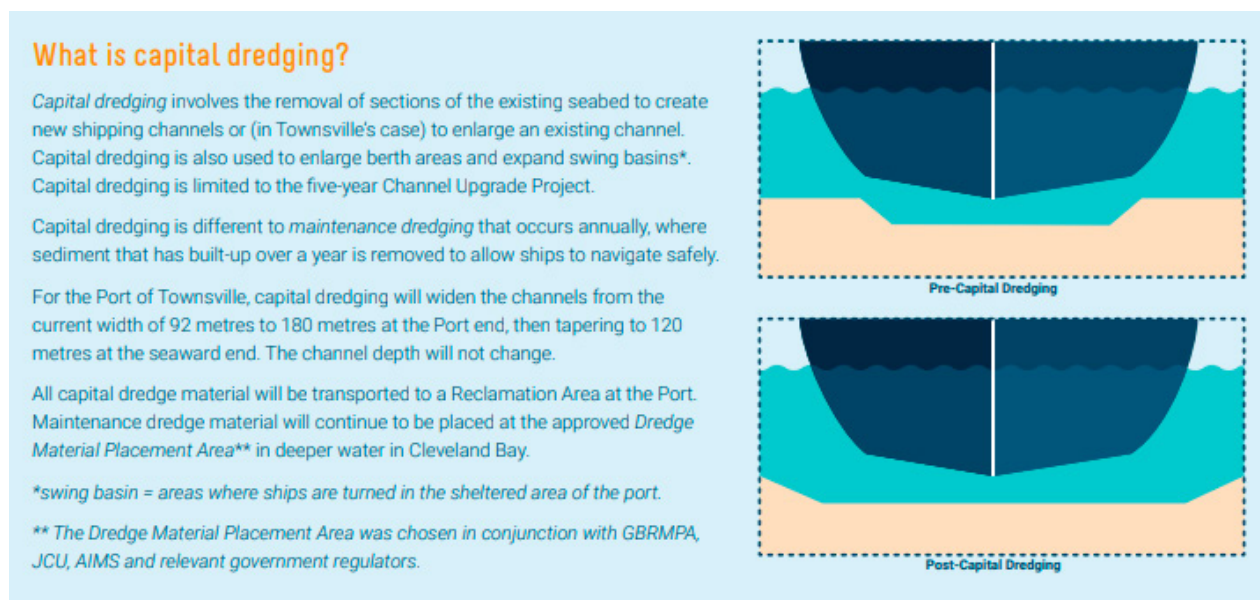 What is capital dredging?
Capital dredging involves the removal of sections of the existing seabed to create
new shipping channels or (in Townsville's case) to enlarge an existing channel.
Capital dredging is also used to enlarge berth areas and expand swing basins*.
Capital dredging is limited to the five-year Channel Upgrade Project.
Capital dredging is different to maintenance dredging that occurs annually, where
sediment that has built-up over a year is removed to allow ships to navigate safely.
For the Port of Townsville, capital dredging will widen the channels from the
current width of 92 metres to 180 metres at the Port end, then tapering to 120
metres at the seaward end. The channel depth will not change.
All capital dredge material will be transported to a Reclamation Area at the Port.
Maintenance dredge material will continue to be placed at the approved Dredge
Material Placement Area** in deeper water in Cleveland Bay.
*swing basin = areas where ships are turned in the sheltered area of the port.
** The Dredge Material Placement Area was chosen in conjunction with GBRMPA,
JCU, AIMS and relevant government regulators.
Pre-Capital Dredging
Post-Capital Dredging